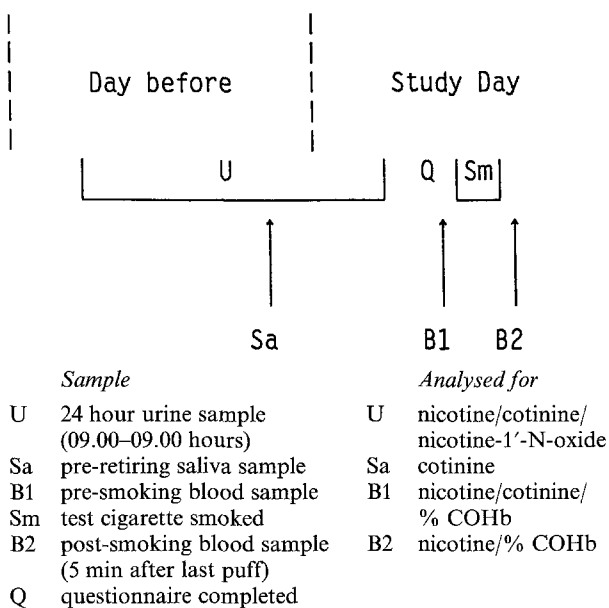 Day before Study Day
U Q Sm
Sa B1 B2
Sample Analysed for
U 24 hour urine sample U nicotine/cotinine/
(09.00–09.00 hours) nicotine-1′-N-oxide
Sa pre-retiring saliva sample Sa cotinine
B1 pre-smoking blood sample B1 nicotine/cotinine/
Sm test cigarette smoked % COHb
B2 post-smoking blood sample B2 nicotine/% COHb
(5 min after last puff)
Q questionnaire completed